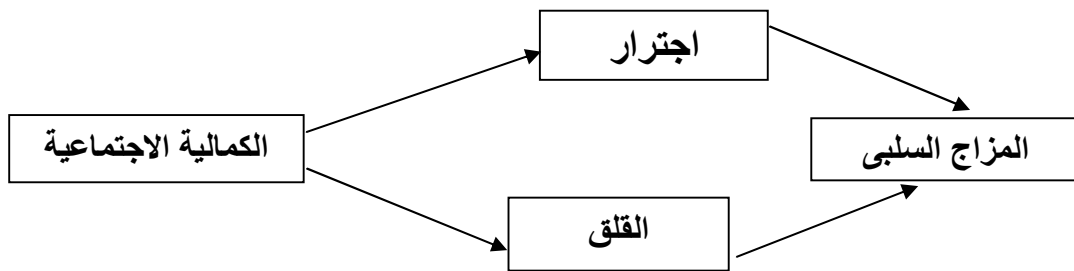 اجترار
الكمالية الاجتماعية
المزاج السلبى
القلق